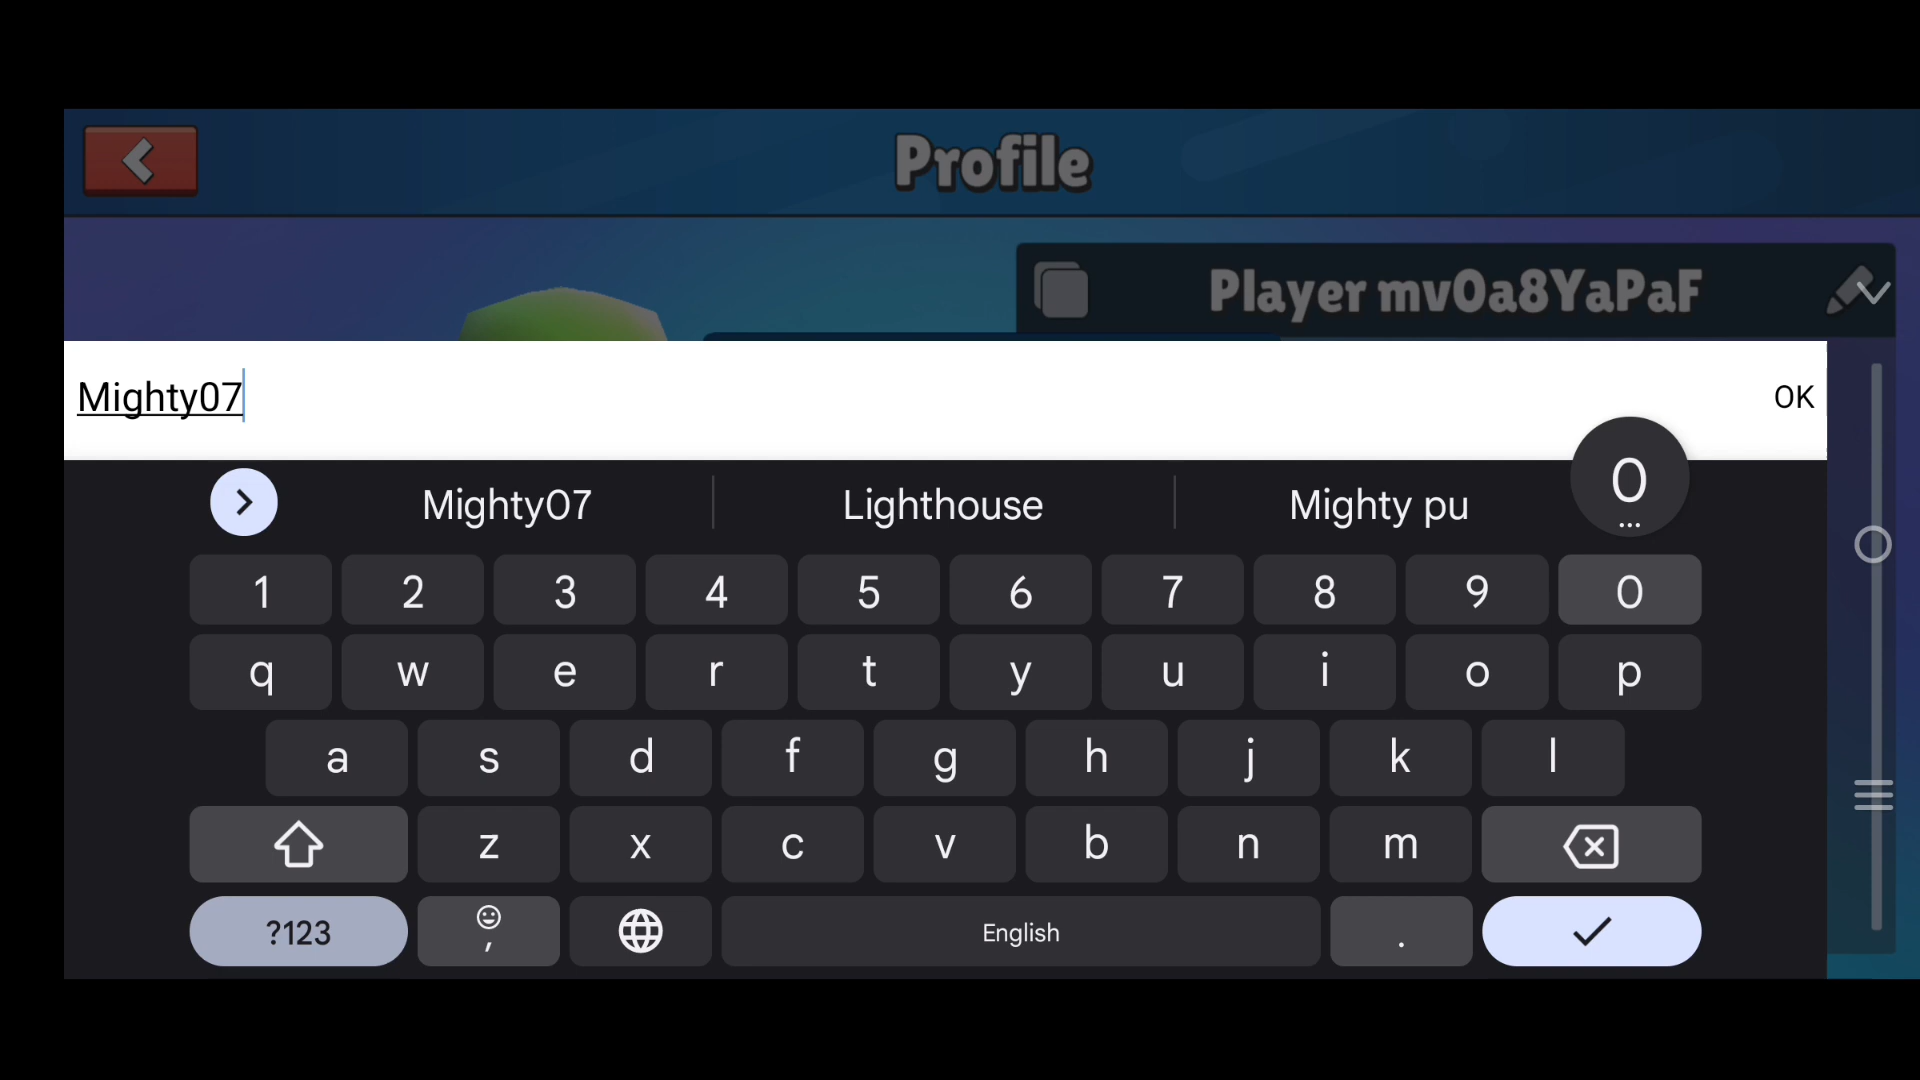 Profile
Player mv0a8YaPaF
Mighty07
OK
Mighty07 Lighthouse Mighty pu 0
...
1 2 3 4 5 6 7 8 9 0
q w e r t y u i o p
a s d f g h j k l
z x c v b n m
?123 , English .